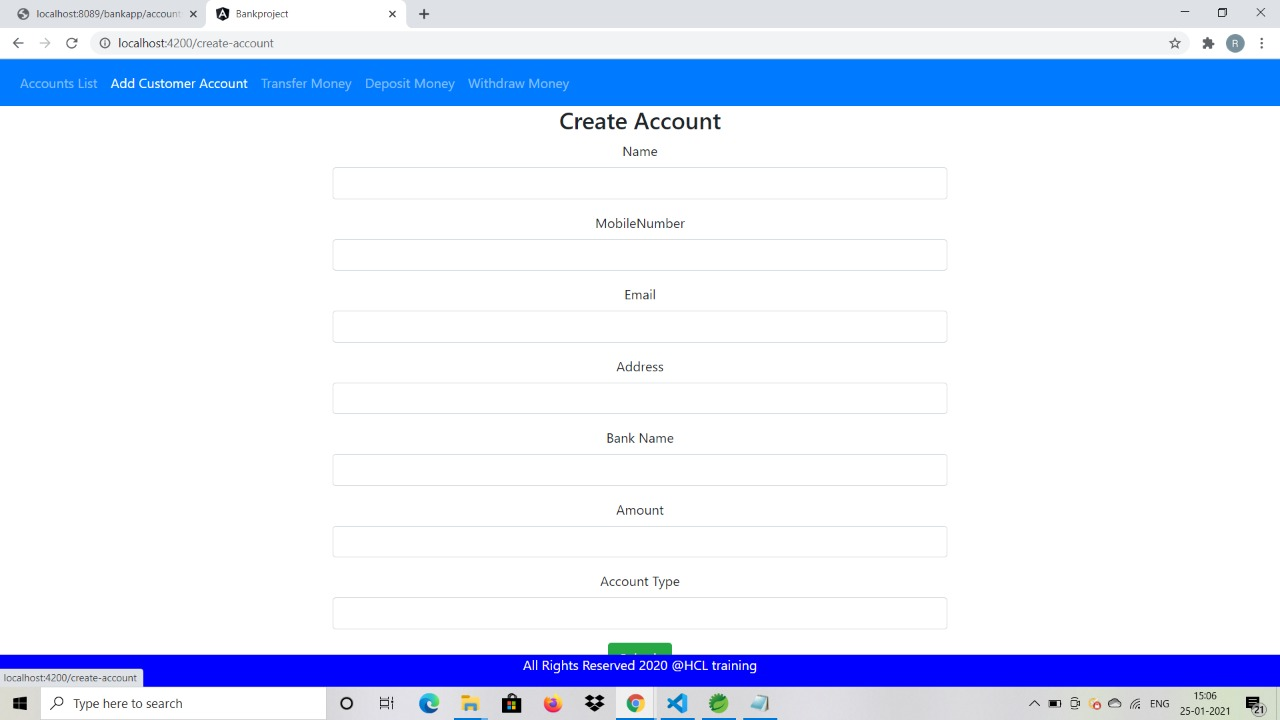 localhost:8089/bankapp/account
Bankproject
localhost:4200/create-account
R
Accounts List Add Customer Account Transfer Money Deposit Money Withdraw Money
Create Account
Name
MobileNumber
Email
Address
Bank Name
Amount
Account Type
All Rights Reserved 2020 @HCL training
localhost:4200/create-account
Type here to search
ENG
15:06
25-01-2021
21